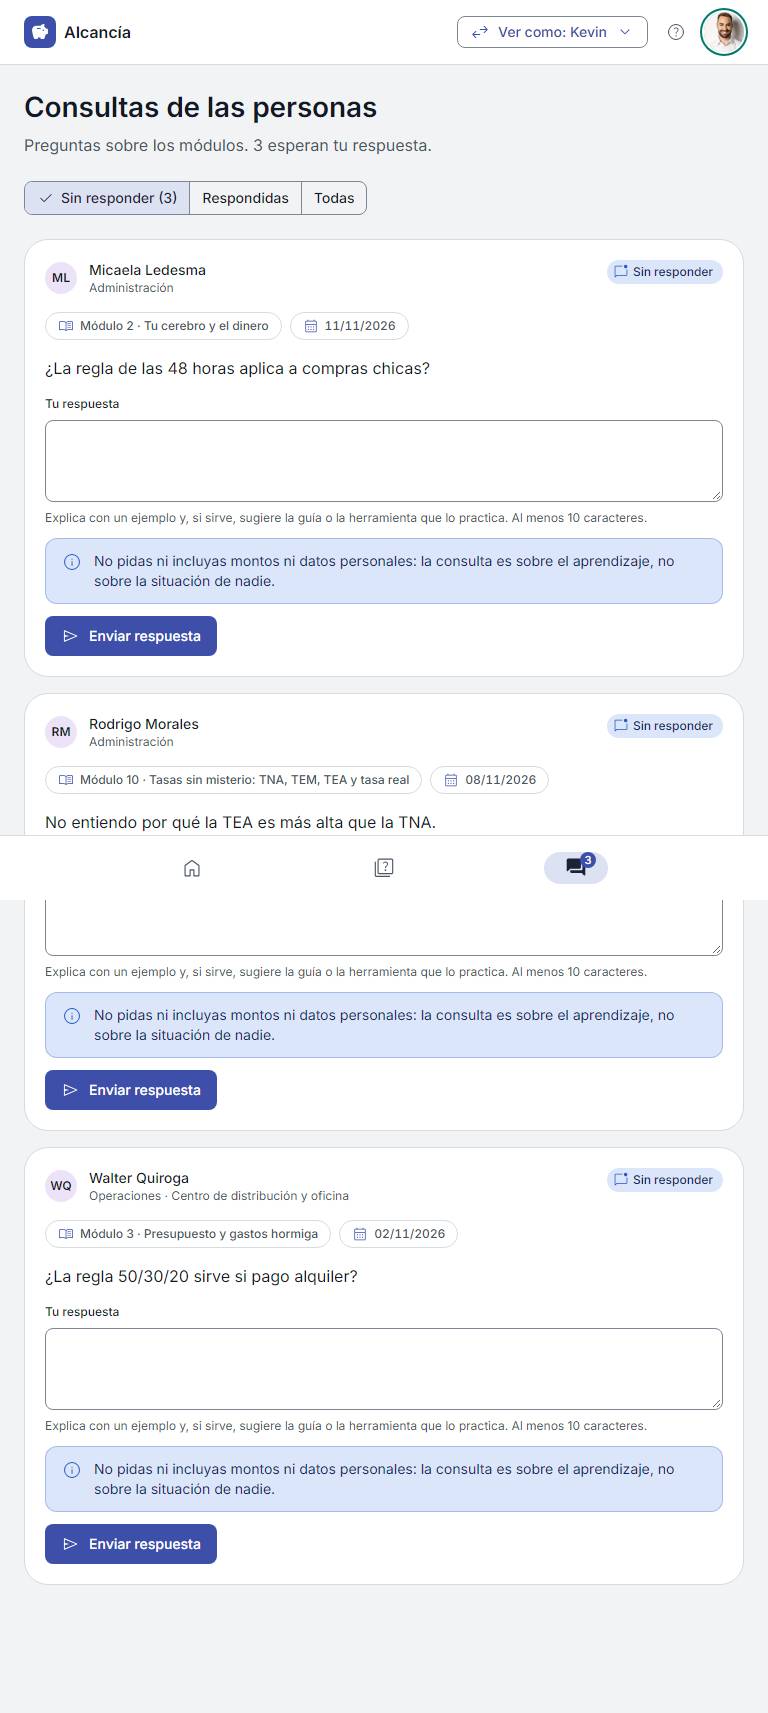 Alcancía
Ver como: Kevin
Consultas de las personas
Preguntas sobre los módulos. 3 esperan tu respuesta.
Sin responder (3)
Respondidas
Todas
ML
Micaela Ledesma
Administración
Sin responder
Módulo 2 · Tu cerebro y el dinero
11/11/2026
¿La regla de las 48 horas aplica a compras chicas?
Tu respuesta
Explica con un ejemplo y, si sirve, sugiere la guía o la herramienta que lo practica. Al menos 10 caracteres.
No pidas ni incluyas montos ni datos personales: la consulta es sobre el aprendizaje, no
sobre la situación de nadie.
Enviar respuesta
RM
Rodrigo Morales
Administración
Sin responder
Módulo 10 · Tasas sin misterio: TNA, TEM, TEA y tasa real
08/11/2026
No entiendo por qué la TEA es más alta que la TNA.
3
Explica con un ejemplo y, si sirve, sugiere la guía o la herramienta que lo practica. Al menos 10 caracteres.
No pidas ni incluyas montos ni datos personales: la consulta es sobre el aprendizaje, no
sobre la situación de nadie.
Enviar respuesta
WQ
Walter Quiroga
Operaciones · Centro de distribución y oficina
Sin responder
Módulo 3 · Presupuesto y gastos hormiga
02/11/2026
¿La regla 50/30/20 sirve si pago alquiler?
Tu respuesta
Explica con un ejemplo y, si sirve, sugiere la guía o la herramienta que lo practica. Al menos 10 caracteres.
No pidas ni incluyas montos ni datos personales: la consulta es sobre el aprendizaje, no
sobre la situación de nadie.
Enviar respuesta